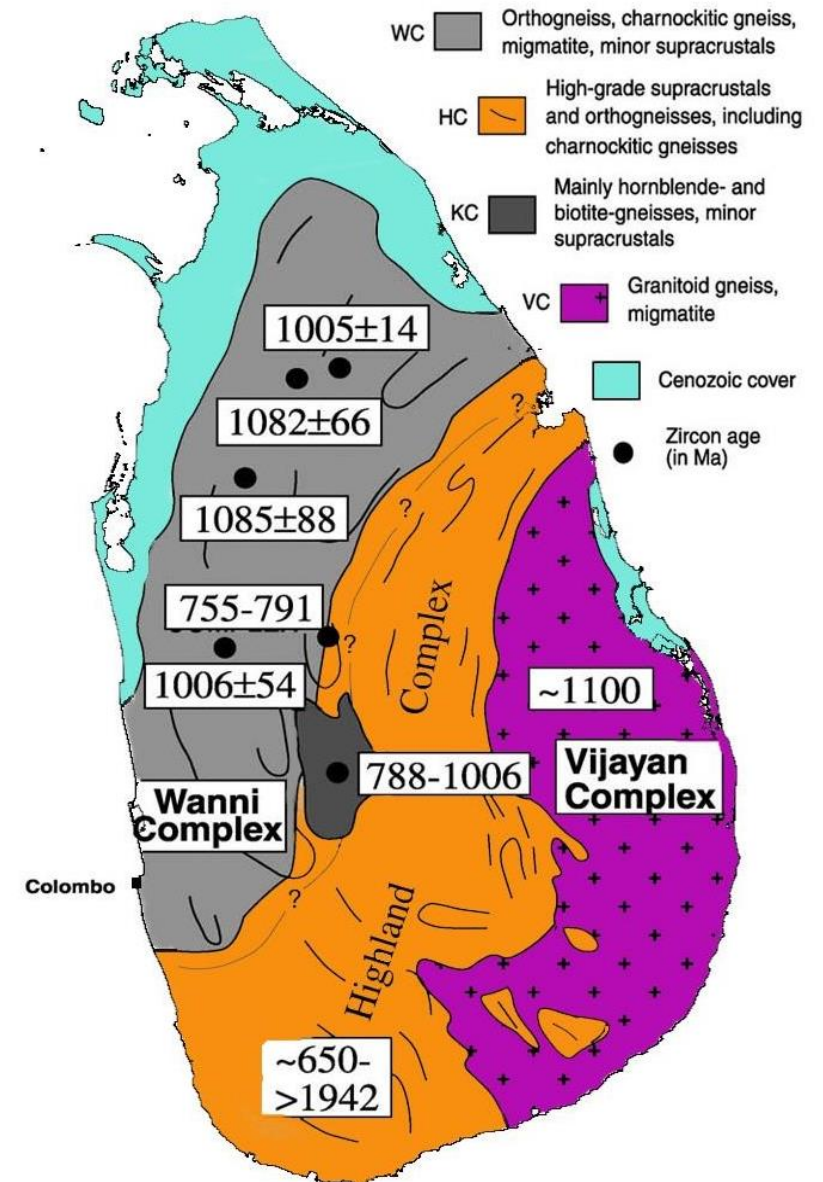 WC
Orthogneiss, charnockitic gneiss,
migmatite, minor supracrustals
HC
High-grade supracrustals
and orthogneisses, including
charnockitic gneisses
KC
Mainly hornblende- and
biotite-gneisses, minor
supracrustals
VC
Granitoid gneiss,
migmatite
Cenozoic cover
Zircon age
(in Ma)
1005±14
1082±66
?
1085±88
?
755-791
?
1006±54
Complex
~1100
788-1006
Vijayan
Complex
Wanni
Complex
Colombo
?
Highland
~650-
>1942